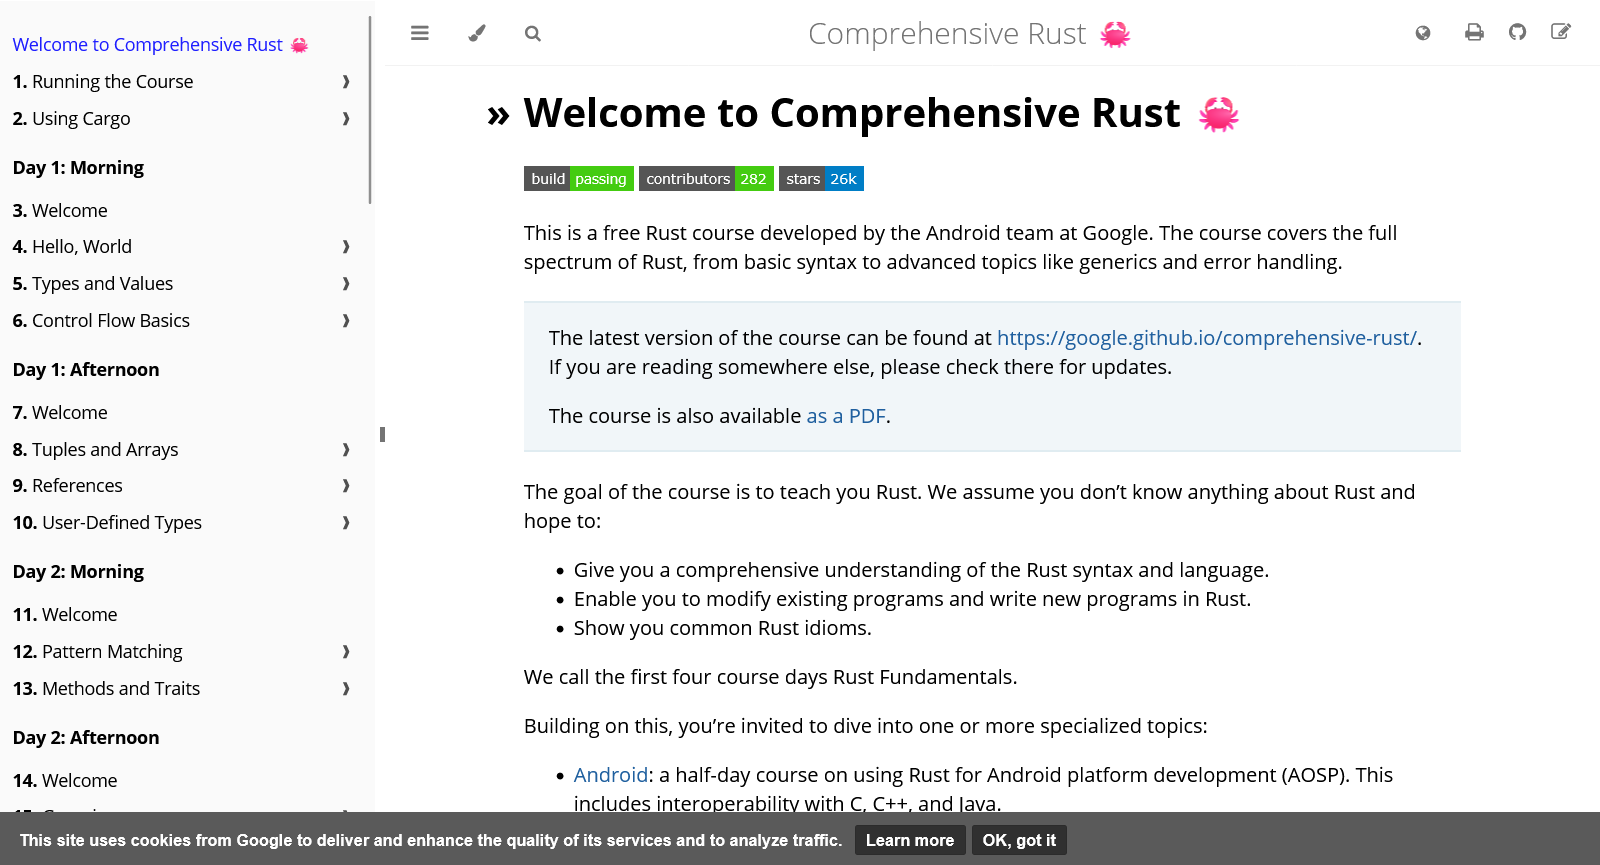 Welcome to Comprehensive Rust 🦀
1. Running the Course ❱
2. Using Cargo ❱
Day 1: Morning
3. Welcome
4. Hello, World ❱
5. Types and Values ❱
6. Control Flow Basics ❱
Day 1: Afternoon
7. Welcome
8. Tuples and Arrays ❱
9. References ❱
10. User-Defined Types ❱
Day 2: Morning
11. Welcome
12. Pattern Matching ❱
13. Methods and Traits ❱
Day 2: Afternoon
14. Welcome
Comprehensive Rust 🦀
» Welcome to Comprehensive Rust 🦀
build passing contributors 282 stars 26k
This is a free Rust course developed by the Android team at Google. The course covers the full
spectrum of Rust, from basic syntax to advanced topics like generics and error handling.
The latest version of the course can be found at https://google.github.io/comprehensive-rust/.
If you are reading somewhere else, please check there for updates.
The course is also available as a PDF.
The goal of the course is to teach you Rust. We assume you don’t know anything about Rust and
hope to:
• Give you a comprehensive understanding of the Rust syntax and language.
• Enable you to modify existing programs and write new programs in Rust.
• Show you common Rust idioms.
We call the first four course days Rust Fundamentals.
Building on this, you’re invited to dive into one or more specialized topics:
• Android: a half-day course on using Rust for Android platform development (AOSP). This
includes interoperability with C, C++, and Java.
This site uses cookies from Google to deliver and enhance the quality of its services and to analyze traffic. Learn more OK, got it